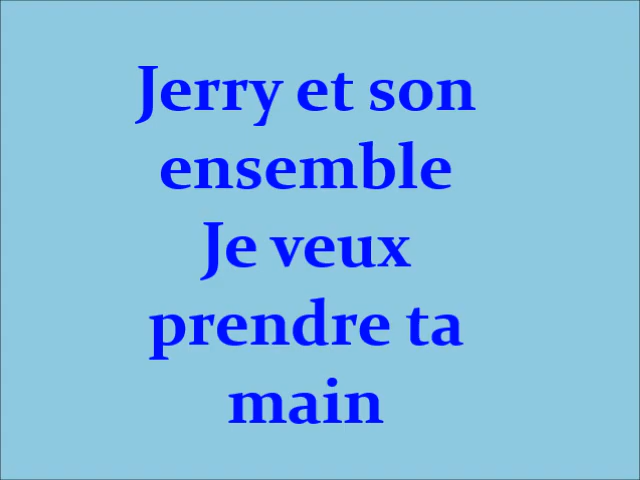 Jerry et son
ensemble
Je veux
prendre ta
main